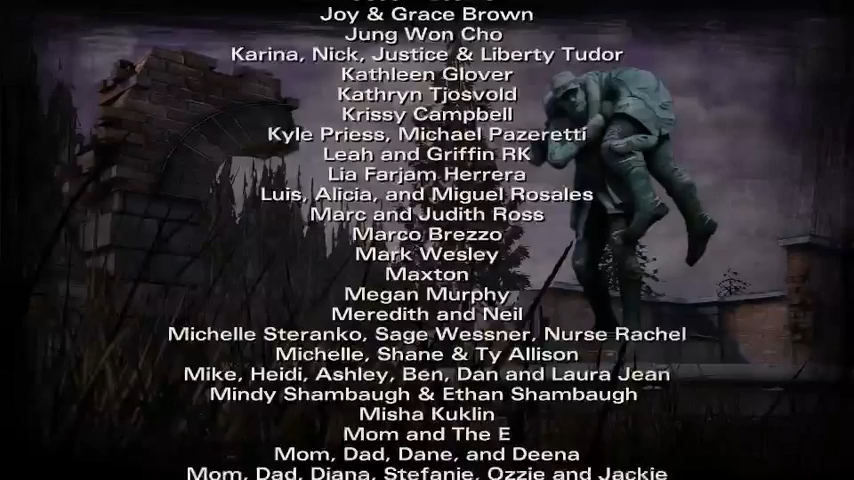 Joy & Grace Brown
Jung Won Cho
Karina, Nick, Justice & Liberty Tudor
Kathleen Glover
Kathryn Tjosvold
Krissy Campbell
Kyle Priess, Michael Pazeretti
Leah and Griffin RK
Lia Farjam Herrera
Luis, Alicia, and Miguel Rosales
Marc and Judith Ross
Marco Brezzo
Mark Wesley
Maxton
Megan Murphy
Meredith and Neil
Michelle Steranko, Sage Wessner, Nurse Rachel
Michelle, Shane & Ty Allison
Mike, Heidi, Ashley, Ben, Dan and Laura Jean
Mindy Shambaugh & Ethan Shambaugh
Misha Kuklin
Mom and The E
Mom, Dad, Dane, and Deena
Mom, Dad, Diana, Stefanie, Ozzie and Jackie